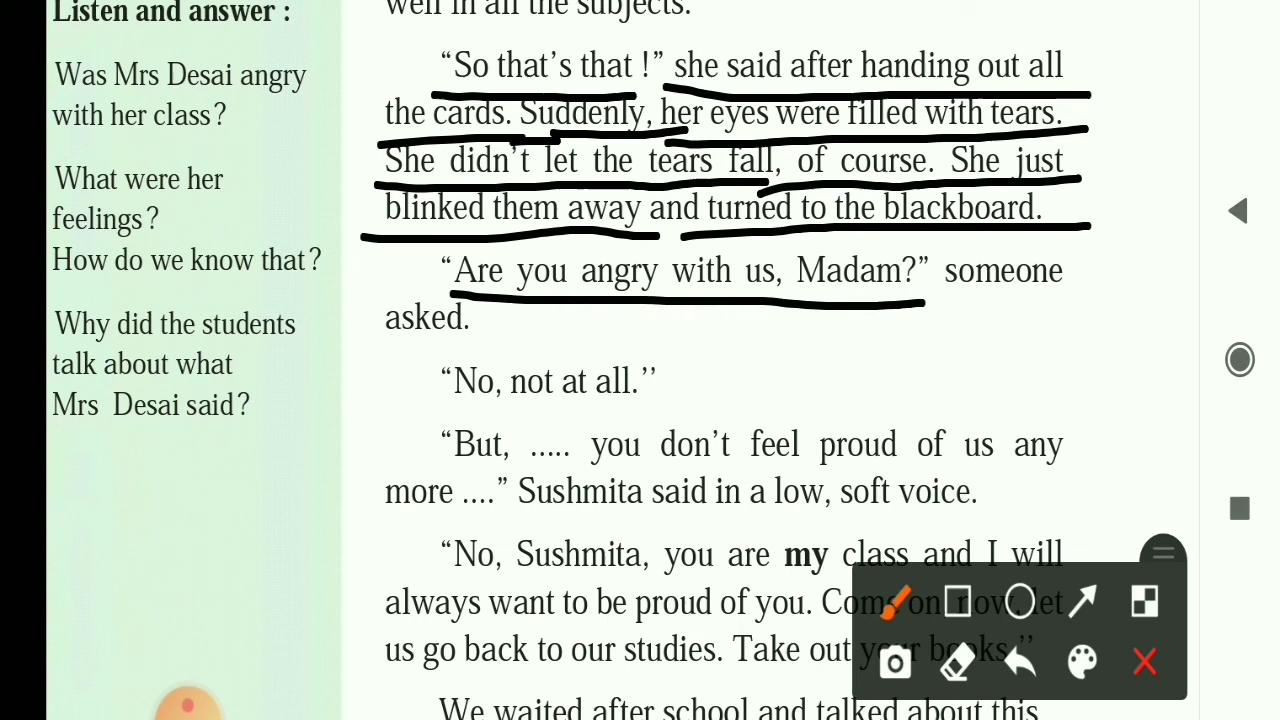 Listen and answer :
Was Mrs Desai angry
with her class?
What were her
feelings?
How do we know that?
Why did the students
talk about what
Mrs Desai said?
well in all the subjects.
“So that’s that !” she said after handing out all
the cards. Suddenly, her eyes were filled with tears.
She didn’t let the tears fall, of course. She just
blinked them away and turned to the blackboard.
“Are you angry with us, Madam?” someone
asked.
“No, not at all.’’
“But, ..... you don’t feel proud of us any
more ....” Sushmita said in a low, soft voice.
“No, Sushmita, you are my class and I will
always want to be proud of you. Come on, now, let
us go back to our studies. Take out your books.’’
We waited after school and talked about this